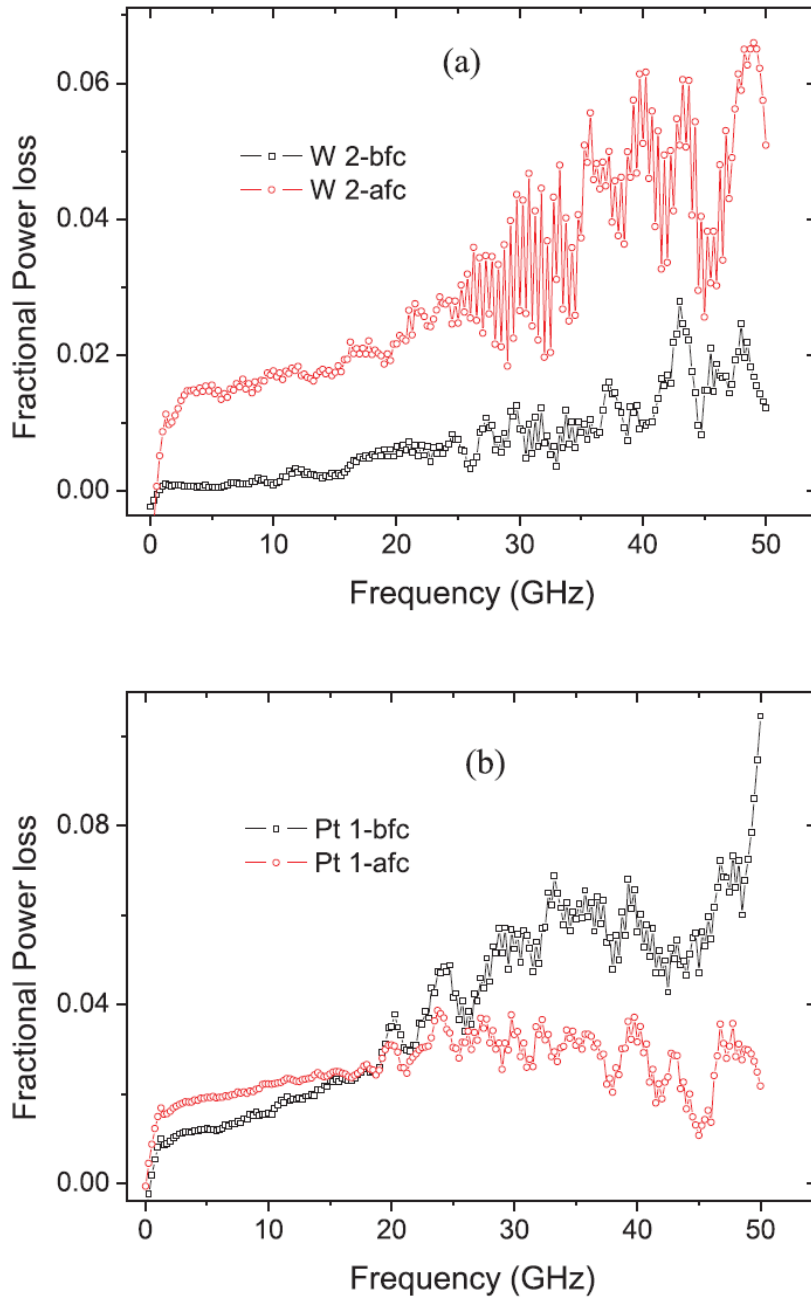 (a)
W 2-bfc
W 2-afc
Fractional Power loss
0.06
0.04
0.02
0.00
0 10 20 30 40 50
Frequency (GHz)
(b)
Pt 1-bfc
Pt 1-afc
Fractional Power loss
0.08
0.04
0.00
0 10 20 30 40 50
Frequency (GHz)